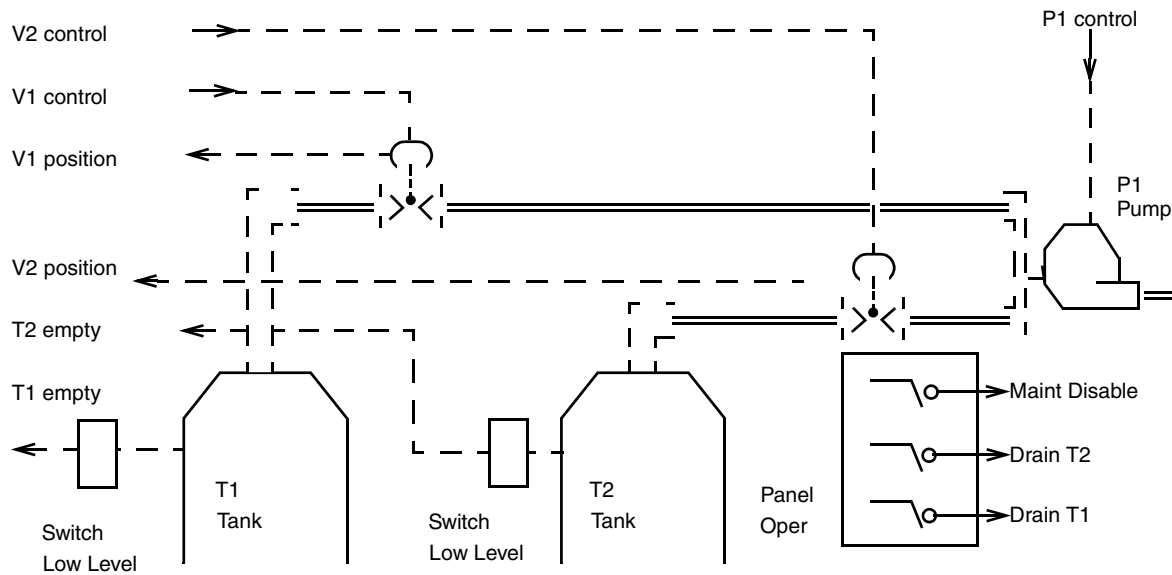 V2 control
P1 control
V1 control
V1 position
P1
Pump
V2 position
T2 empty
T1 empty
Maint Disable
Drain T2
Drain T1
T1
Tank
T2
Tank
Panel
Oper
Switch
Low Level
Switch
Low Level